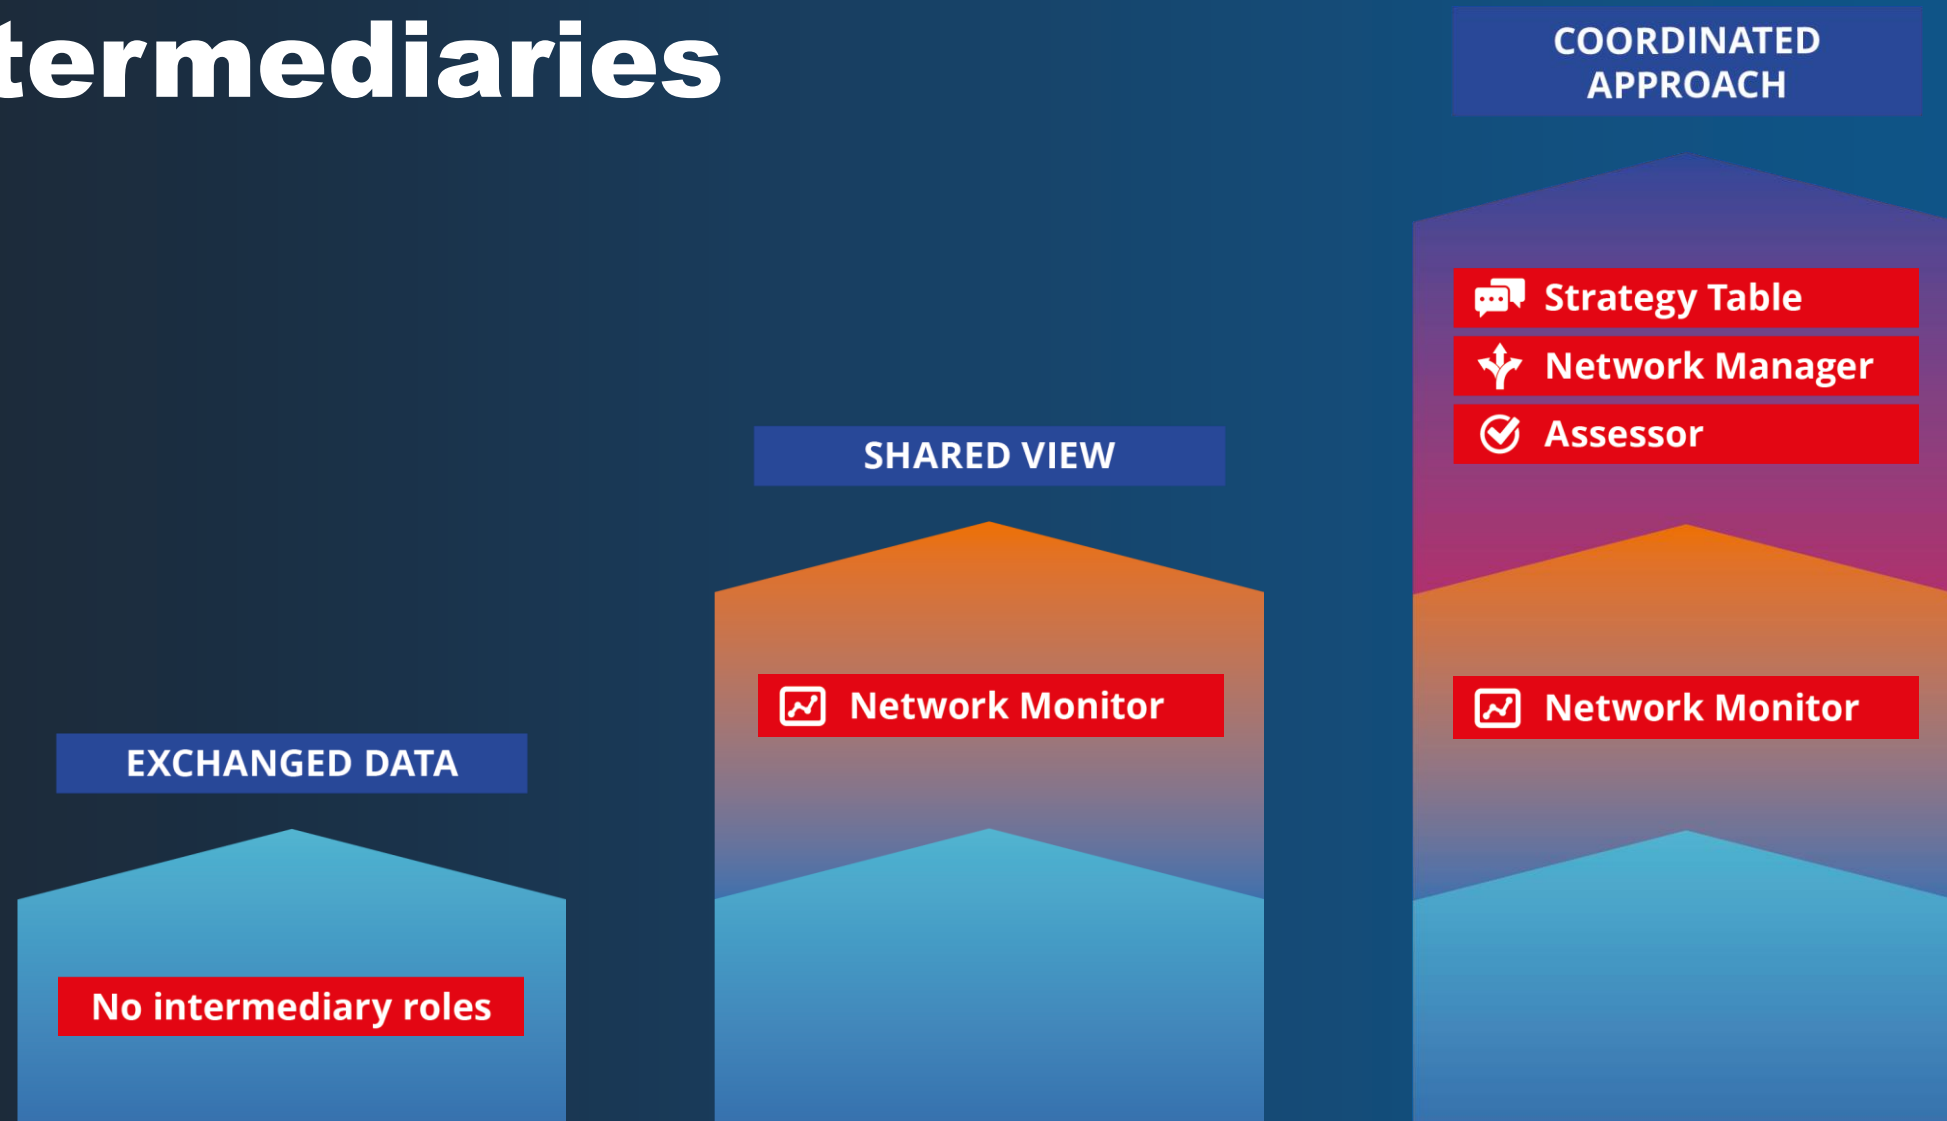 termediaries
COORDINATED
APPROACH
Strategy Table
Network Manager
Assessor
SHARED VIEW
Network Monitor
Network Monitor
EXCHANGED DATA
No intermediary roles